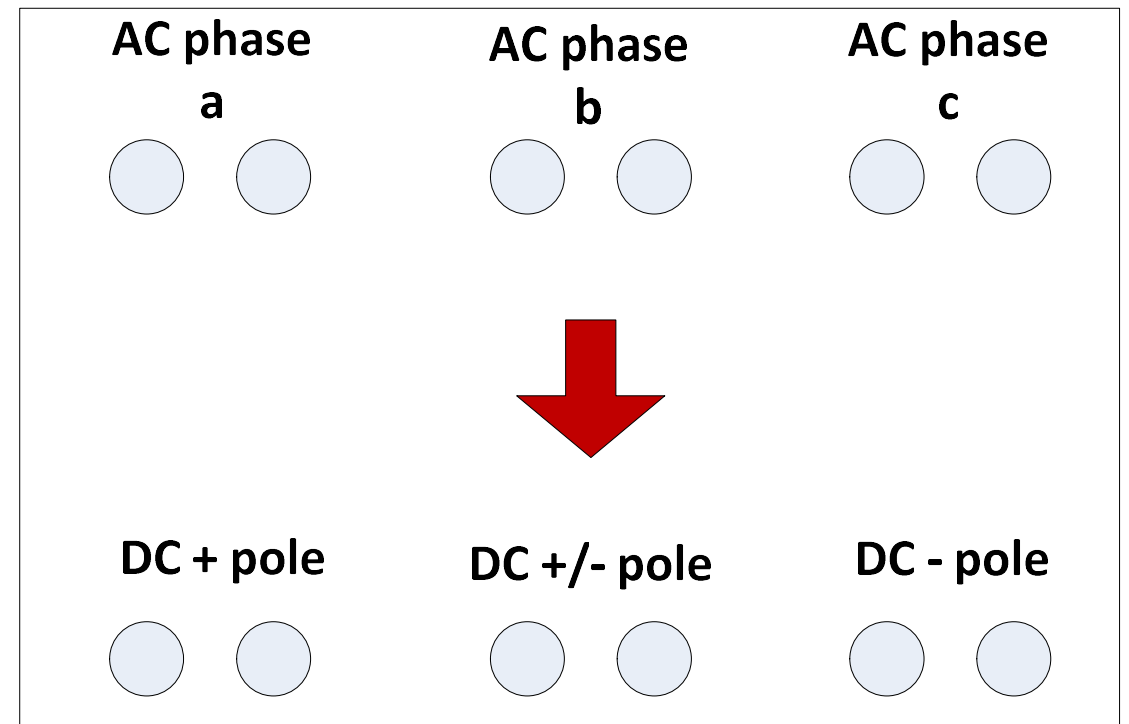 AC phase
a
AC phase
b
AC phase
c
DC + pole
DC +/- pole
DC - pole